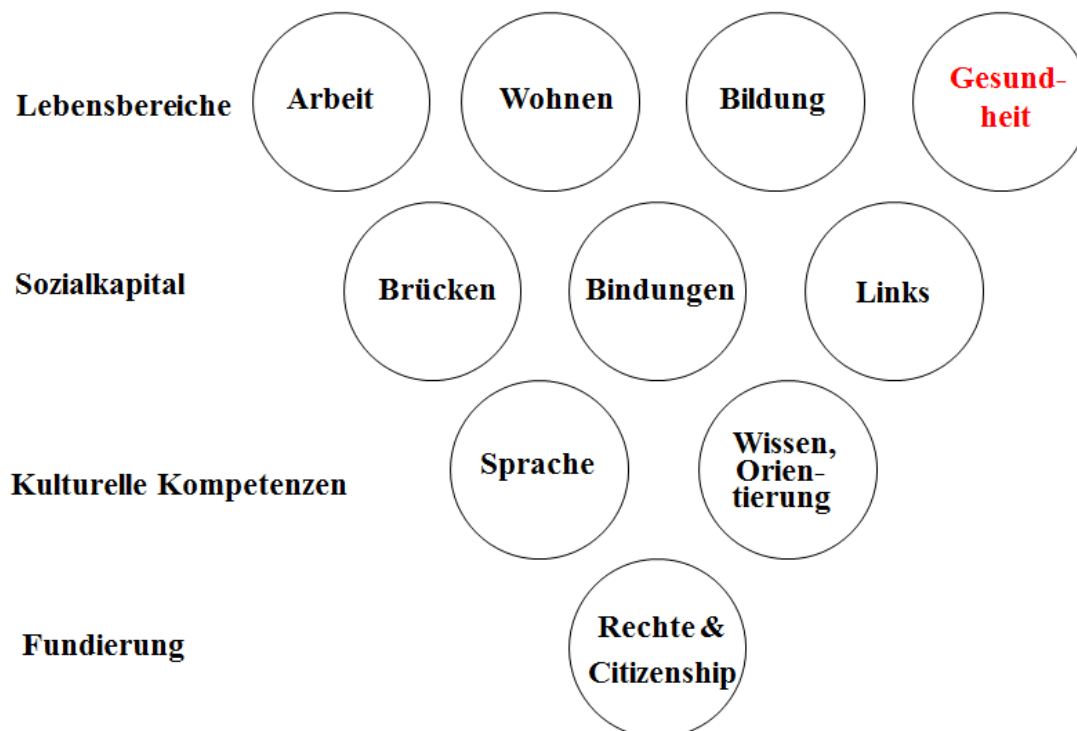 Lebensbereiche
Arbeit
Wohnen
Bildung
Gesund-
heit
Sozialkapital
Brücken
Bindungen
Links
Kulturelle Kompetenzen
Sprache
Wissen,
Orien-
tierung
Fundierung
Rechte &
Citizenship